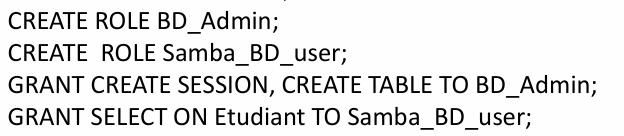 CREATE ROLE BD_Admin;
CREATE  ROLE Samba_BD_user;
GRANT CREATE SESSION, CREATE TABLE TO BD_Admin;
GRANT SELECT ON Etudiant TO Samba_BD_user;